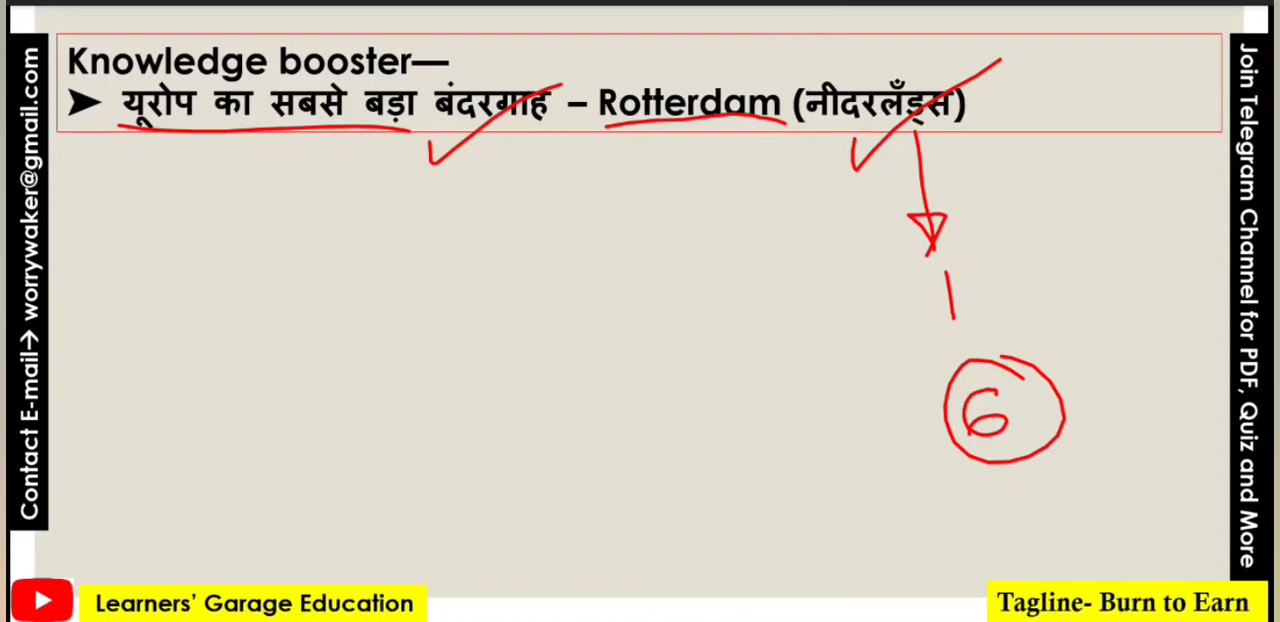 Knowledge booster—
➤ यूरोप का सबसे बड़ा बंदरगाह – Rotterdam (नीदरलँड्स)
6
Contact E-mail→ worrywaker@gmail.com
Join Telegram Channel for PDF, Quiz and More
Learners’ Garage Education
Tagline- Burn to Earn